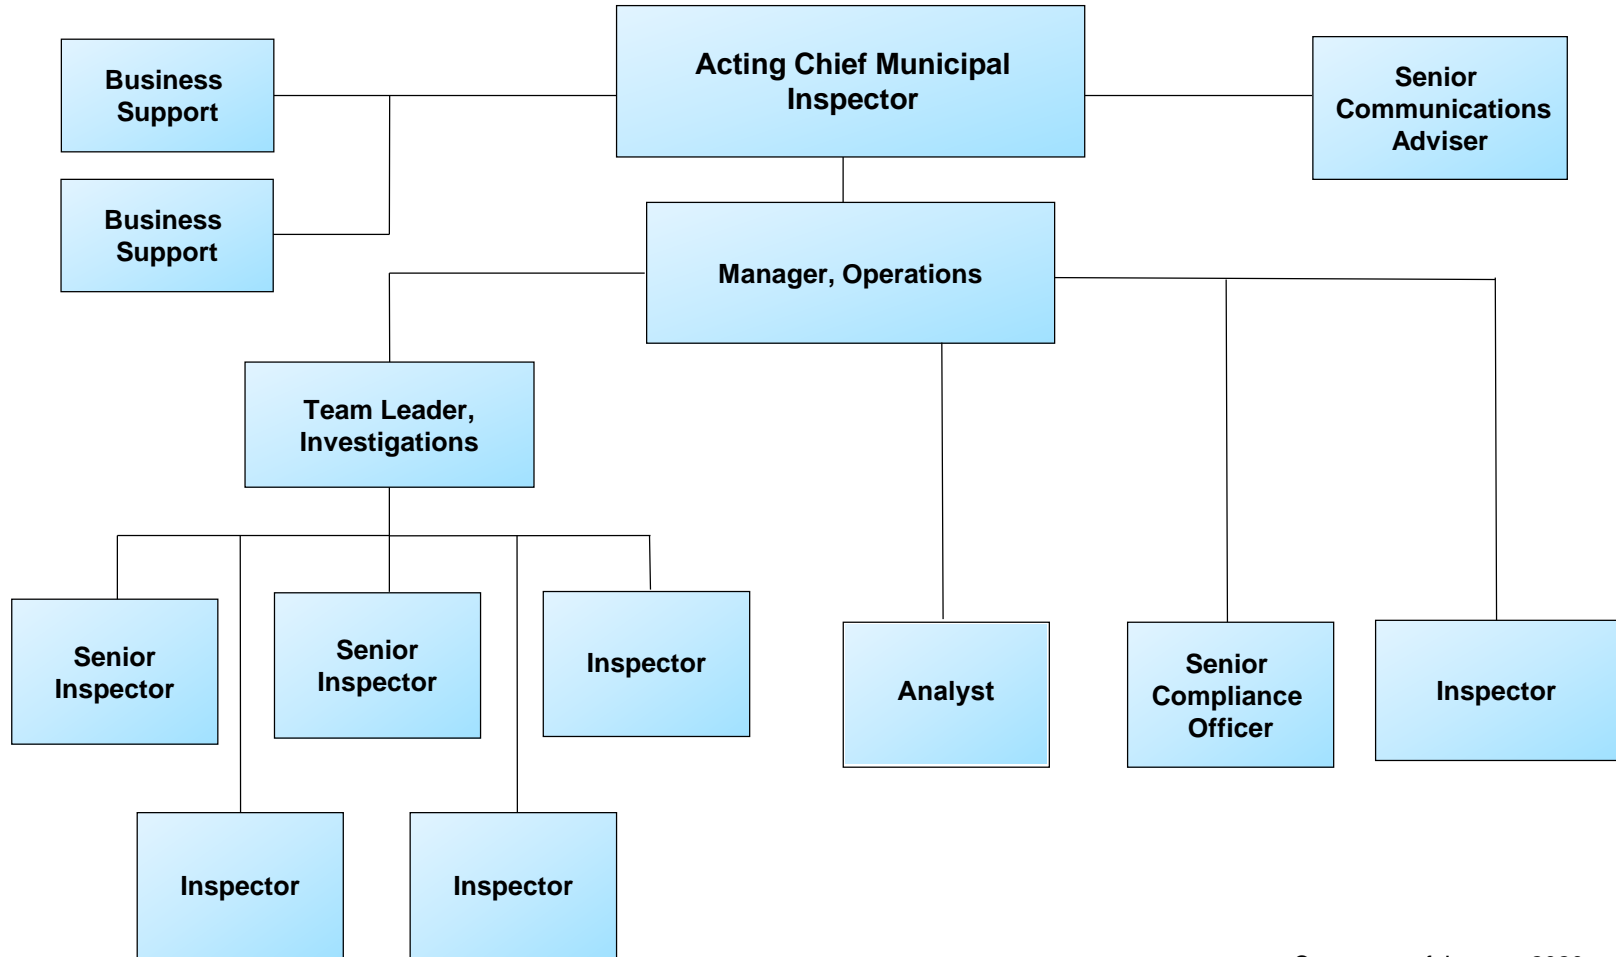 Acting Chief Municipal
Inspector
Business
Support
Senior
Communications
Adviser
Business
Support
Manager, Operations
Team Leader,
Investigations
Senior
Inspector
Senior
Inspector
Inspector
Analyst
Senior
Compliance
Officer
Inspector
Inspector
Inspector